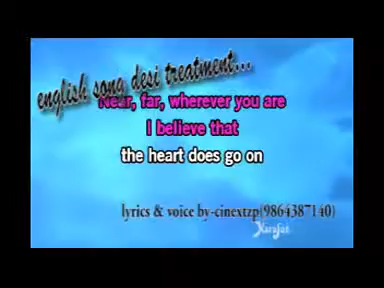 english song desi treatment...
Near, far, wherever you are
I believe that
the heart does go on
lyrics & voice by-cinextzp(9864387140)
Karafun